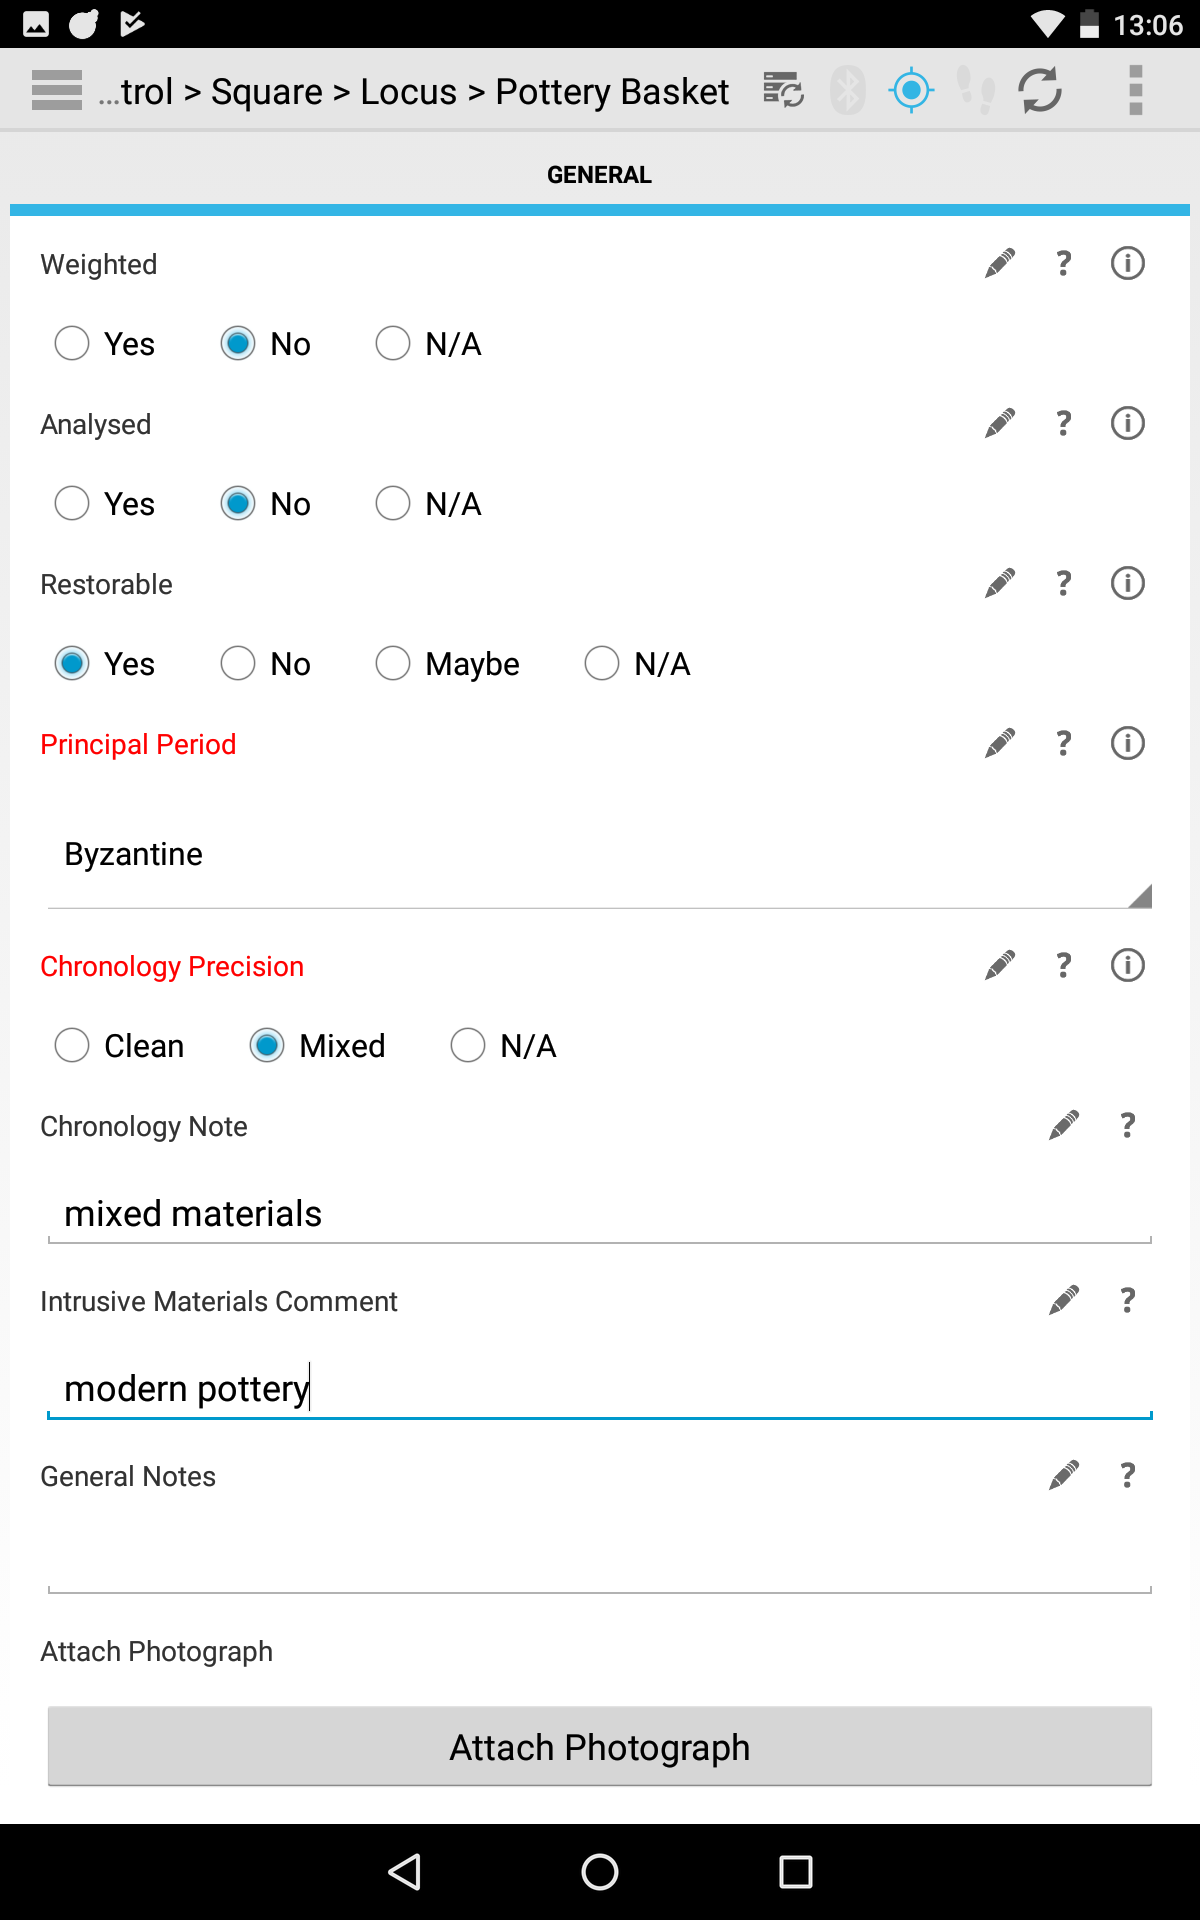 13:06
...trol > Square > Locus > Pottery Basket
GENERAL
Weighted ?
Yes No N/A
Analysed ?
Yes No N/A
Restorable ?
Yes No Maybe N/A
Principal Period ?
Byzantine
Chronology Precision ?
Clean Mixed N/A
Chronology Note ?
mixed materials
Intrusive Materials Comment ?
modern pottery
General Notes ?
Attach Photograph
Attach Photograph